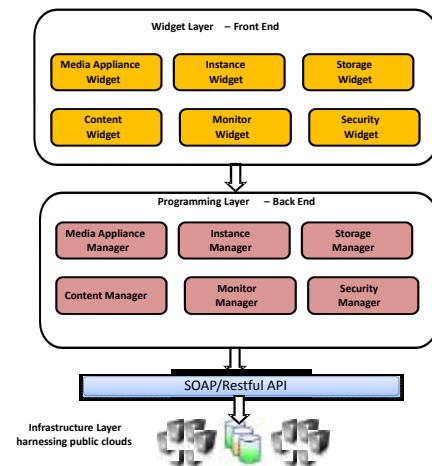 Widget Layer – Front End
Media Appliance
Widget
Instance
Widget
Storage
Widget
Content
Widget
Monitor
Widget
Security
Widget
Programming Layer – Back End
Media Appliance
Manager
Instance
Manager
Storage
Manager
Content Manager
Monitor
Manager
Security
Manager
SOAP/Restful API
Infrastructure Layer
harnessing public clouds